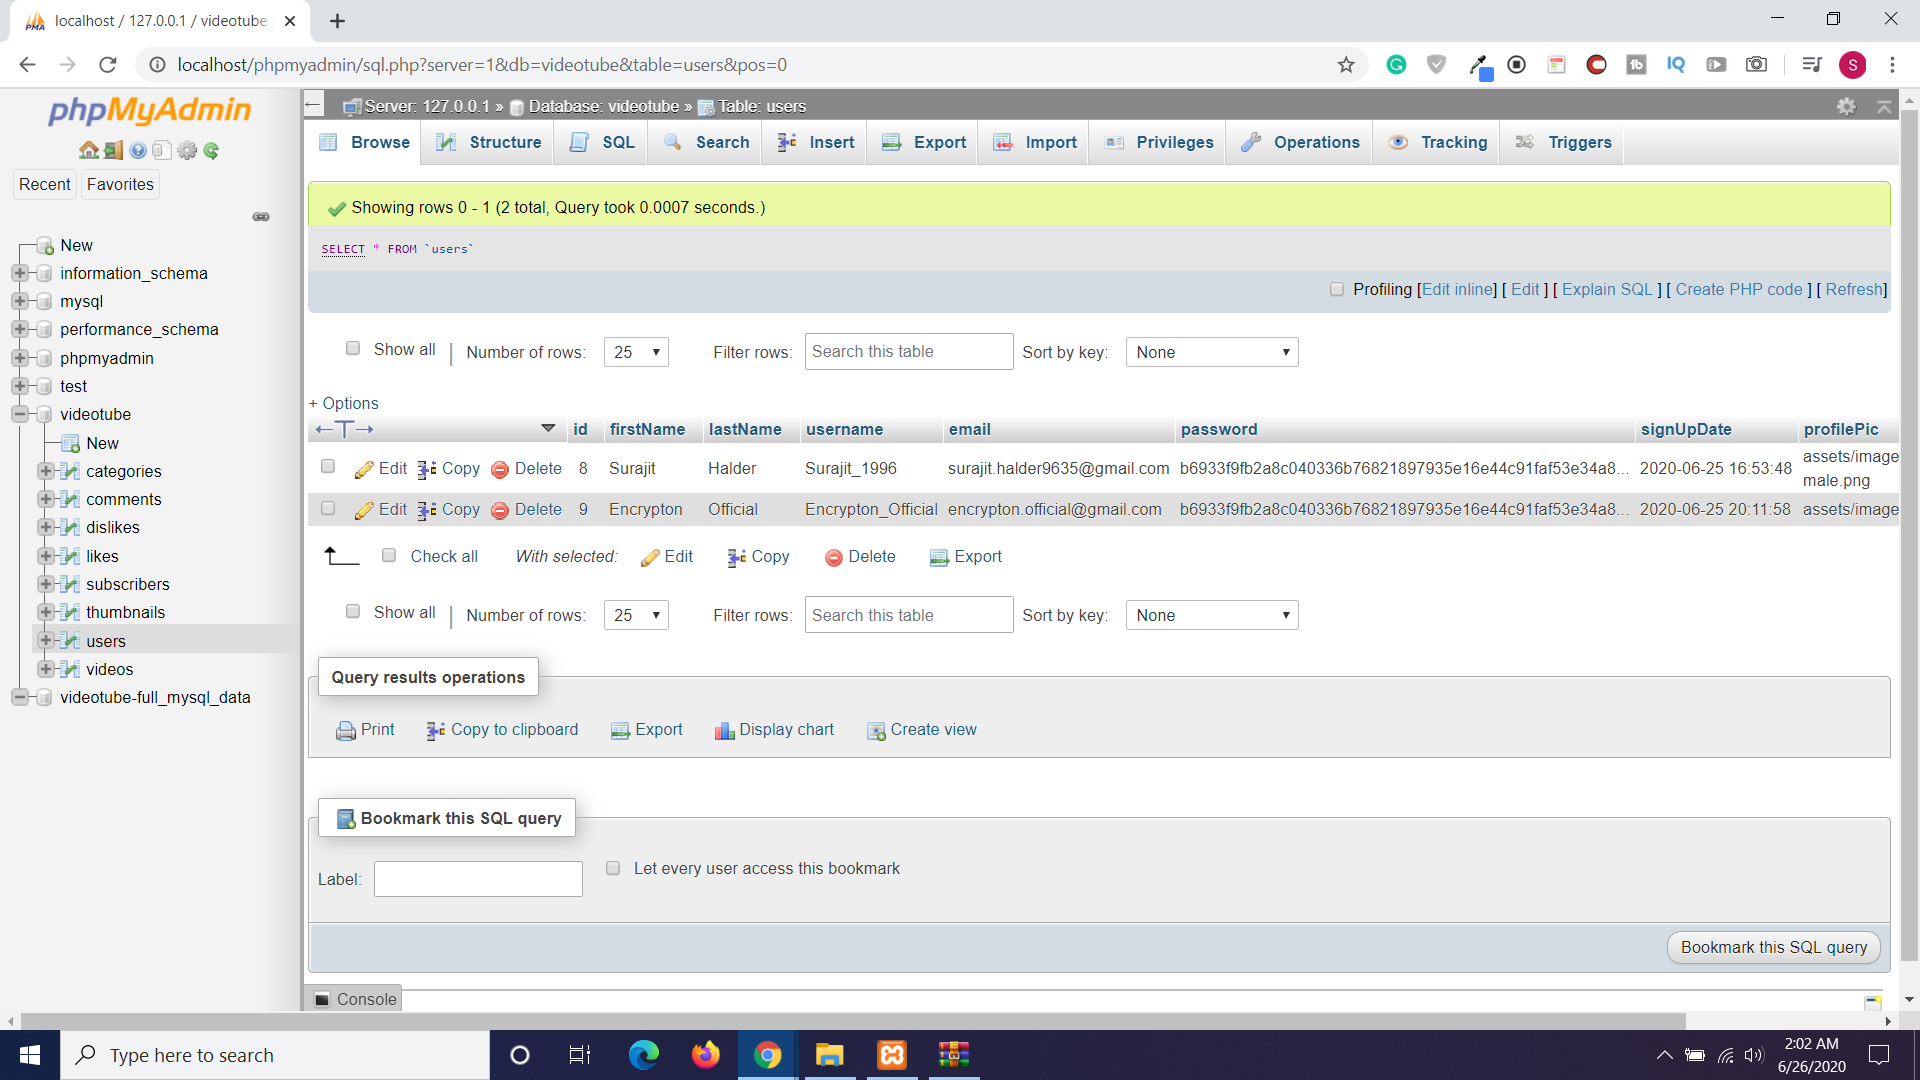 localhost / 127.0.0.1 / videotube
localhost/phpmyadmin/sql.php?server=1&db=videotube&table=users&pos=0
S
phpMyAdmin
Server: 127.0.0.1 » Database: videotube » Table: users
Browse Structure SQL Search Insert Export Import Privileges Operations Tracking Triggers
Recent Favorites
Showing rows 0 - 1 (2 total, Query took 0.0007 seconds.)
SELECT * FROM `users`
Profiling [Edit inline] [ Edit ] [ Explain SQL ] [ Create PHP code ] [ Refresh]
New
information_schema
mysql
performance_schema
phpmyadmin
test
videotube
New
categories
comments
dislikes
likes
subscribers
thumbnails
users
videos
videotube-full_mysql_data
Show all | Number of rows: 25 Filter rows: Search this table Sort by key: None
+ Options
id firstName lastName username email password signUpDate profilePic
Edit Copy Delete 8 Surajit Halder Surajit_1996 surajit.halder9635@gmail.com b6933f9fb2a8c040336b76821897935e16e44c91faf53e34a8... 2020-06-25 16:53:48 assets/image
male.png
Edit Copy Delete 9 Encrypton Official Encrypton_Official encrypton.official@gmail.com b6933f9fb2a8c040336b76821897935e16e44c91faf53e34a8... 2020-06-25 20:11:58 assets/image
Check all With selected: Edit Copy Delete Export
Show all | Number of rows: 25 Filter rows: Search this table Sort by key: None
Query results operations
Print Copy to clipboard Export Display chart Create view
Bookmark this SQL query
Label: Let every user access this bookmark
Bookmark this SQL query
Console
Type here to search
2:02 AM
6/26/2020